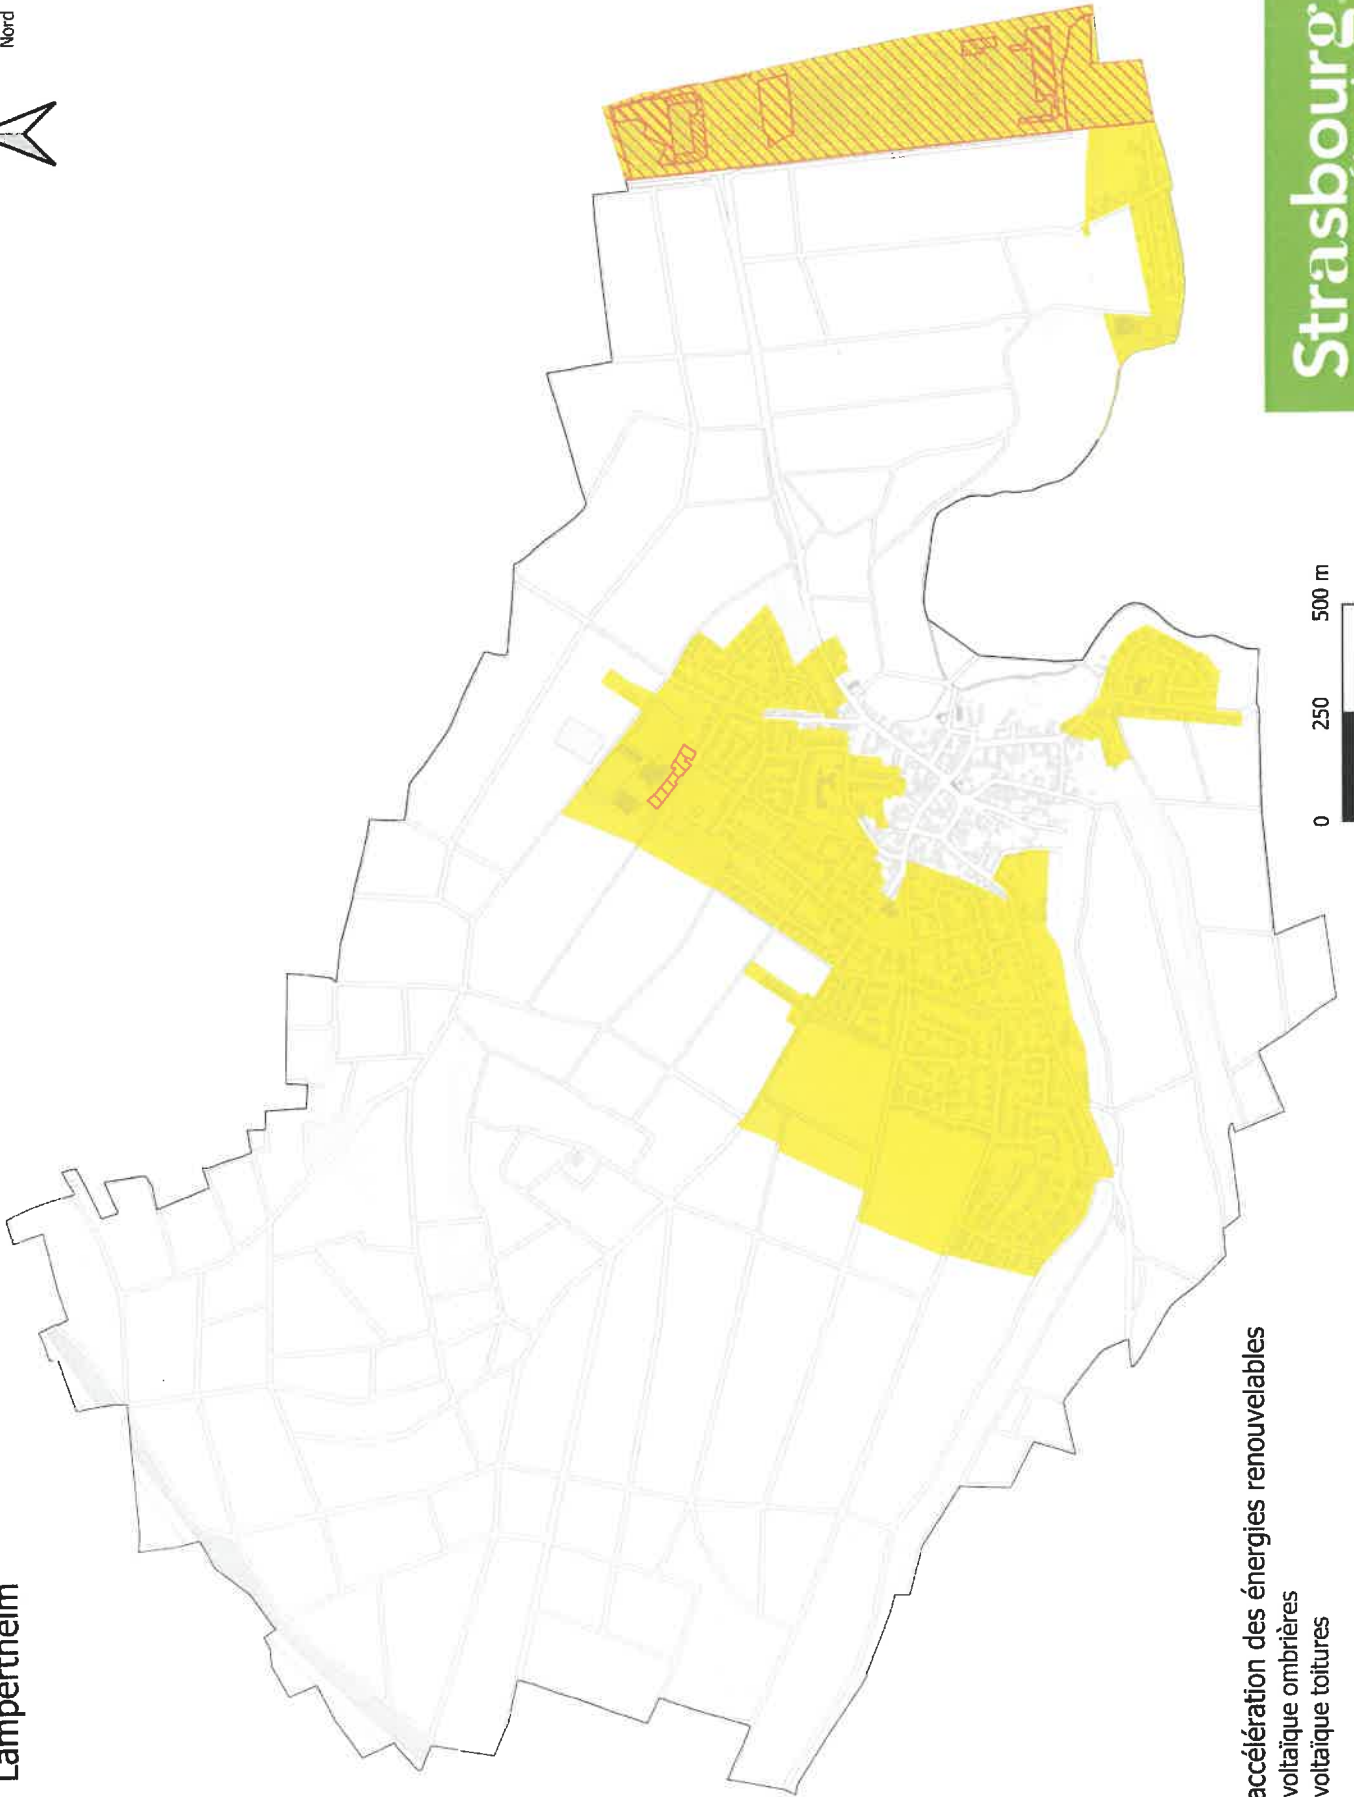 Lampertheim
Nord
accélération des énergies renouvelables
voltaïque ombrières
voltaïque toitures
0 250 500 m
Strasbourg